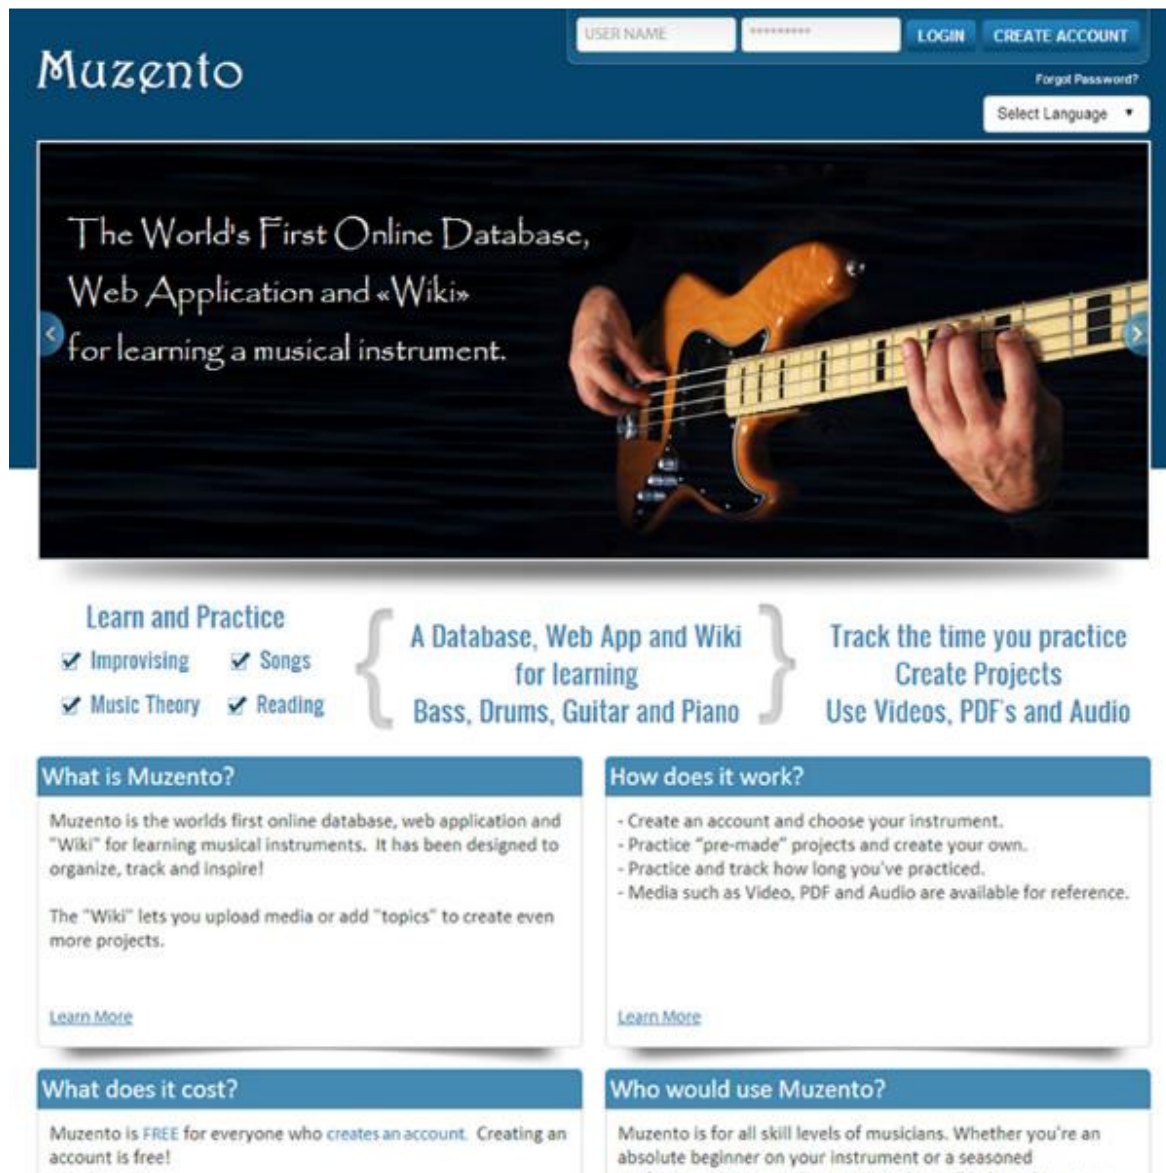 USER NAME
*********
LOGIN
CREATE ACCOUNT
Muzento
Forgot Password?
Select Language
The World's First Online Database,
Web Application and «Wiki»
for learning a musical instrument.
Learn and Practice
Improvising
Songs
Music Theory
Reading
A Database, Web App and Wiki
for learning
Bass, Drums, Guitar and Piano
Track the time you practice
Create Projects
Use Videos, PDF's and Audio
What is Muzento?
Muzento is the worlds first online database, web application and
"Wiki" for learning musical instruments. It has been designed to
organize, track and inspire!
The "Wiki" lets you upload media or add "topics" to create even
more projects.
Learn More
How does it work?
- Create an account and choose your instrument.
- Practice “pre-made” projects and create your own.
- Practice and track how long you've practiced.
- Media such as Video, PDF and Audio are available for reference.
Learn More
What does it cost?
Muzento is FREE for everyone who creates an account. Creating an
account is free!
Who would use Muzento?
Muzento is for all skill levels of musicians. Whether you're an
absolute beginner on your instrument or a seasoned